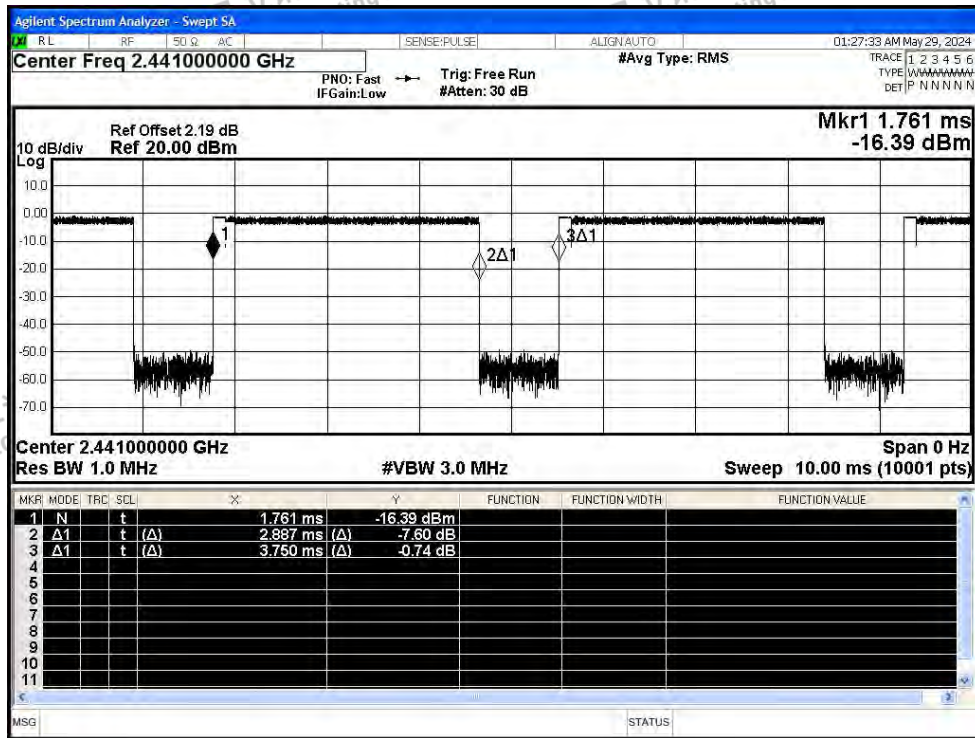 Agilent Spectrum Analyzer - Swept SA
LXI RL RF 50 Ω AC SENSE:PULSE ALIGN AUTO 01:27:33 AM May 29, 2024
Center Freq 2.441000000 GHz #Avg Type: RMS TRACE 1 2 3 4 5 6
PNO: Fast Trig: Free Run TYPE WWWWWW
IFGain:Low #Atten: 30 dB DET P N N N N N
Mkr1 1.761 ms
-16.39 dBm
Ref Offset 2.19 dB
10 dB/div Ref 20.00 dBm
Log
10.0
0.00
-10.0
-20.0
-30.0
-40.0
-50.0
-60.0
-70.0
1
2Δ1
3Δ1
Center 2.441000000 GHz Span 0 Hz
Res BW 1.0 MHz #VBW 3.0 MHz Sweep 10.00 ms (10001 pts)
MKR MODE TRC SCL X Y FUNCTION FUNCTION WIDTH FUNCTION VALUE
1 N t 1.761 ms -16.39 dBm
2 Δ1 t (Δ) 2.887 ms (Δ) -7.60 dB
3 Δ1 t (Δ) 3.750 ms (Δ) -0.74 dB
4
5
6
7
8
9
10
11
MSG STATUS